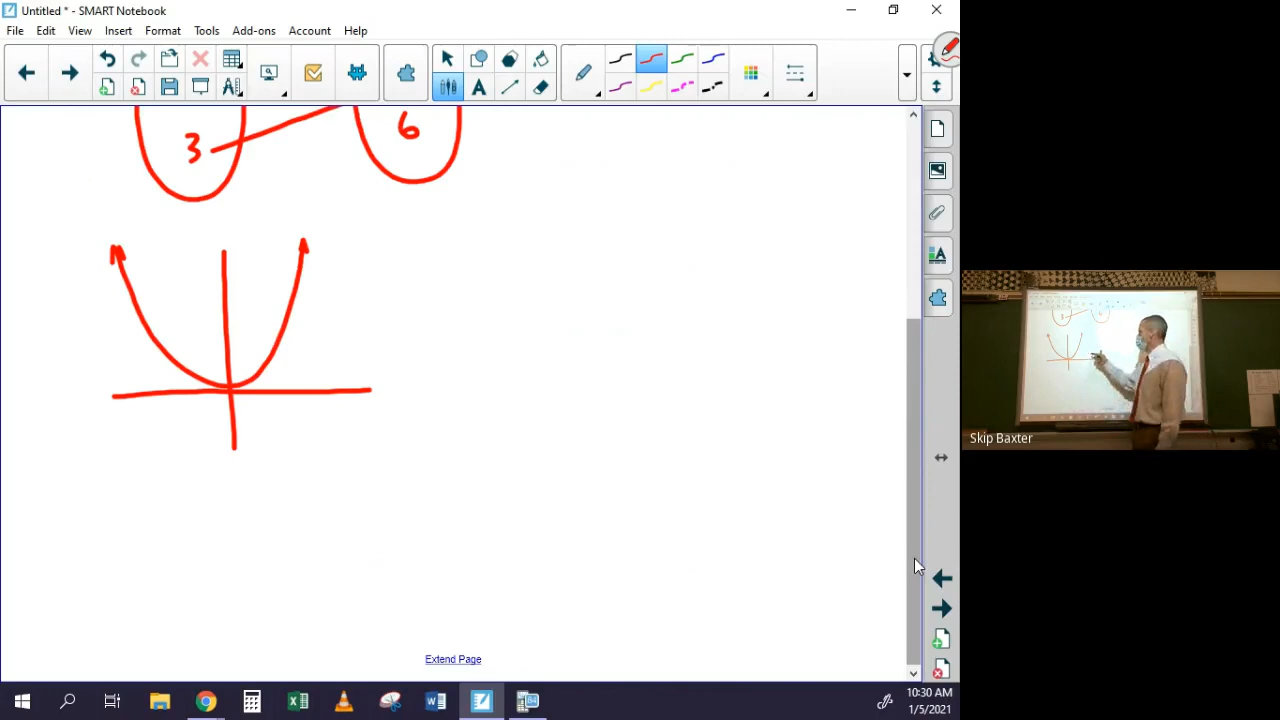 Untitled * - SMART Notebook
File Edit View Insert Format Tools Add-ons Account Help
3 6
Skip Baxter
Extend Page
10:30 AM
1/5/2021